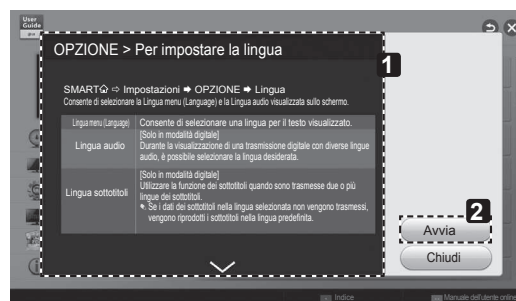 User
Guide
OPZIONE > Per impostare la lingua
1
SMART ⇨ Impostazioni ➡ OPZIONE ➡ Lingua
Consente di selezionare la Lingua menu (Language) e la Lingua audio visualizzata sullo schermo.
Lingua menu (Language) Consente di selezionare una lingua per il testo visualizzato.
Lingua audio
[Solo in modalità digitale]
Durante la visualizzazione di una trasmissione digitale con diverse lingue
audio, è possibile selezionare la lingua desiderata.
Lingua sottotitoli
[Solo in modalità digitale]
Utilizzare la funzione dei sottotitoli quando sono trasmesse due o più
lingue dei sottotitoli.
Se i dati dei sottotitoli nella lingua selezionata non vengono trasmessi,
vengono riprodotti i sottotitoli nella lingua predefinita.
2
Avvia
Chiudi
Indice
Manuale dell'utente online